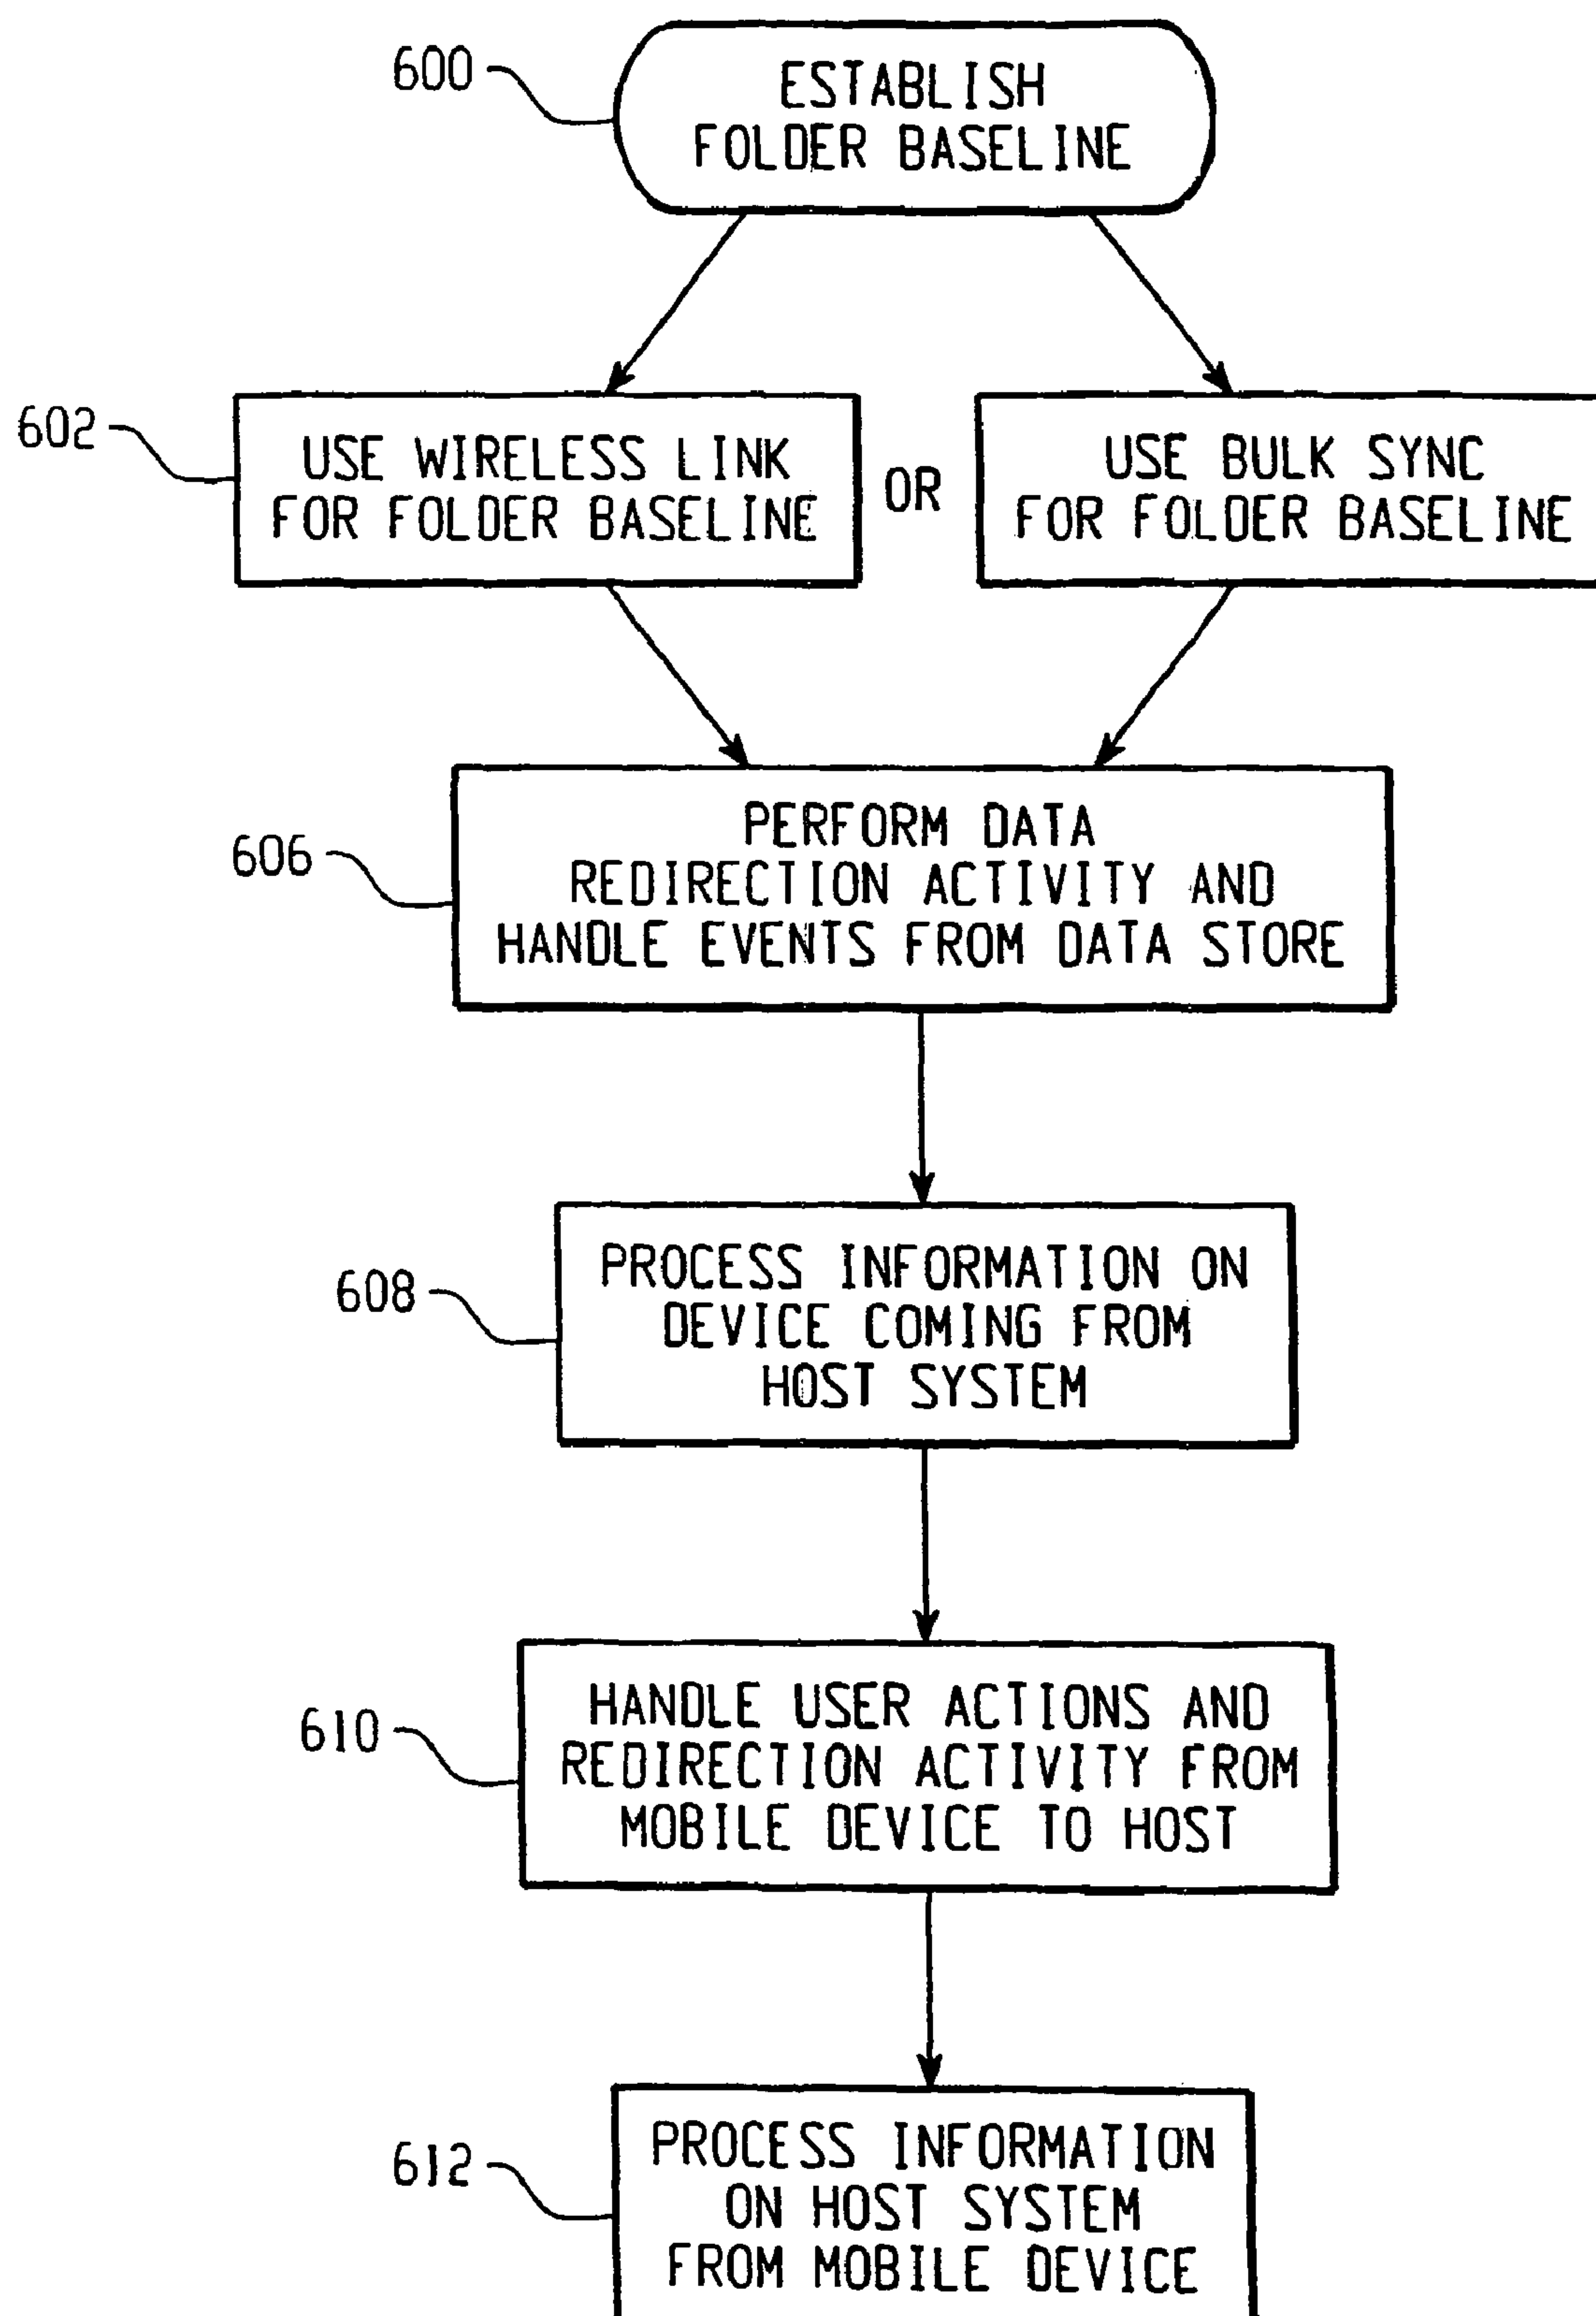 600
ESTABLISH
FOLDER BASELINE
602
USE WIRELESS LINK
FOR FOLDER BASELINE
OR
USE BULK SYNC
FOR FOLDER BASELINE
606
PERFORM DATA
REDIRECTION ACTIVITY AND
HANDLE EVENTS FROM DATA STORE
608
PROCESS INFORMATION ON
DEVICE COMING FROM
HOST SYSTEM
610
HANDLE USER ACTIONS AND
REDIRECTION ACTIVITY FROM
MOBILE DEVICE TO HOST
612
PROCESS INFORMATION
ON HOST SYSTEM
FROM MOBILE DEVICE